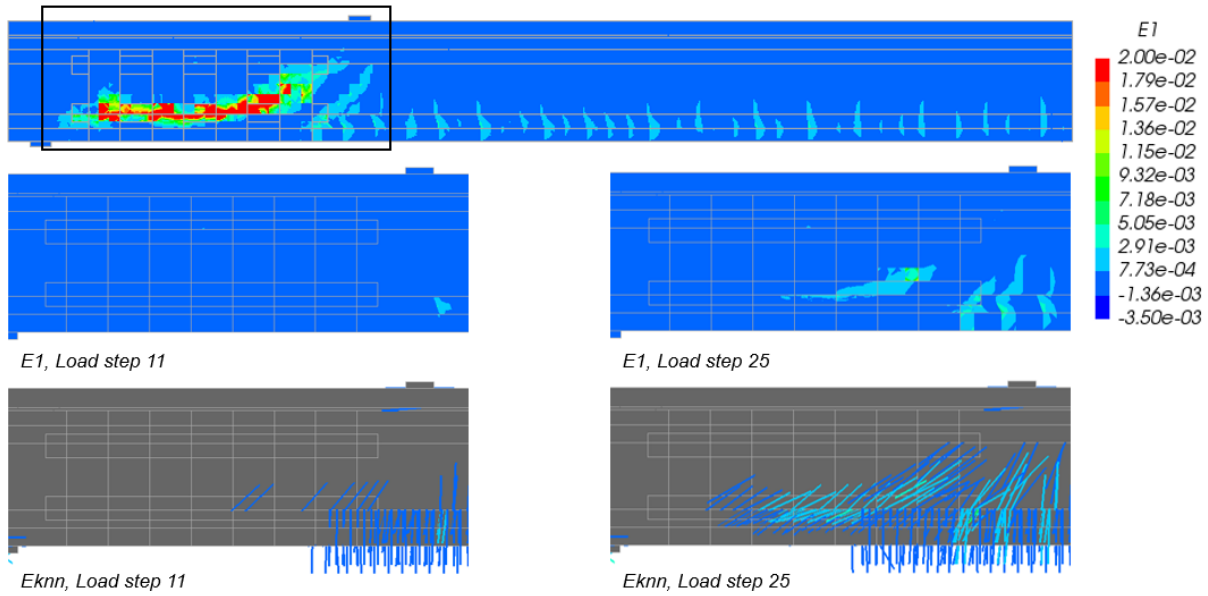 E1
2.00e-02
1.79e-02
1.57e-02
1.36e-02
1.15e-02
9.32e-03
7.18e-03
5.05e-03
2.91e-03
7.73e-04
-1.36e-03
-3.50e-03
E1, Load step 11
E1, Load step 25
Eknn, Load step 11
Eknn, Load step 25